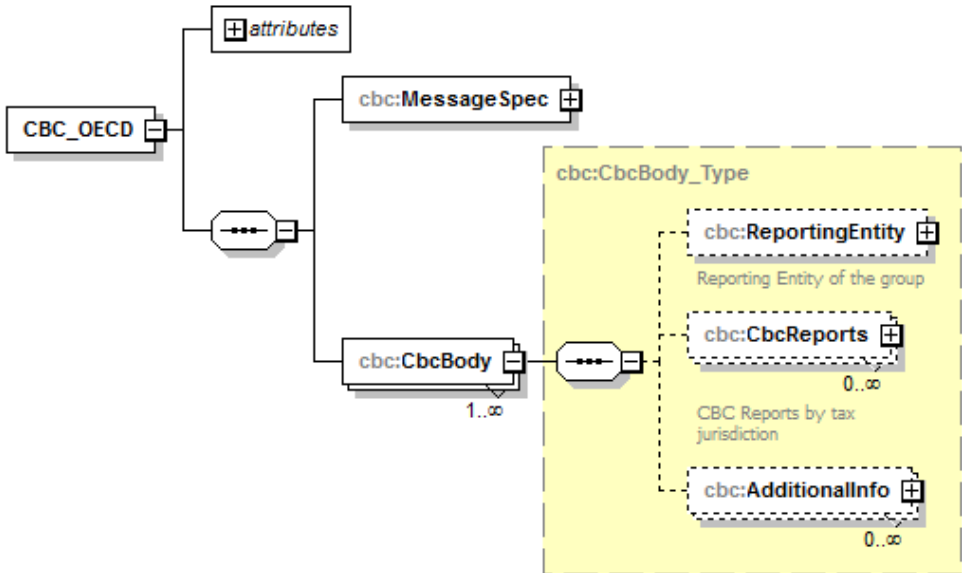 attributes
cbc:MessageSpec
CBC_OECD
cbc:CbcBody_Type
cbc:ReportingEntity
Reporting Entity of the group
cbc:CbcReports
0..∞
cbc:CbcBody
1..∞
CBC Reports by tax
jurisdiction
cbc:AdditionalInfo
0..∞